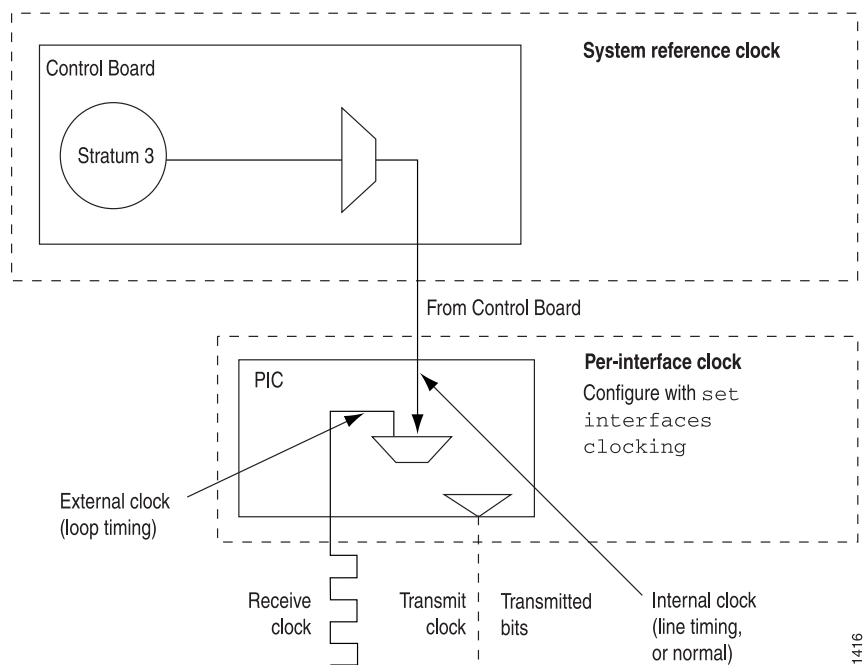 System reference clock
Control Board
Stratum 3
From Control Board
PIC
Per-interface clock
Configure with set
interfaces
clocking
External clock
(loop timing)
Receive
clock
Transmit
clock
Transmitted
bits
Internal clock
(line timing,
or normal)
1416